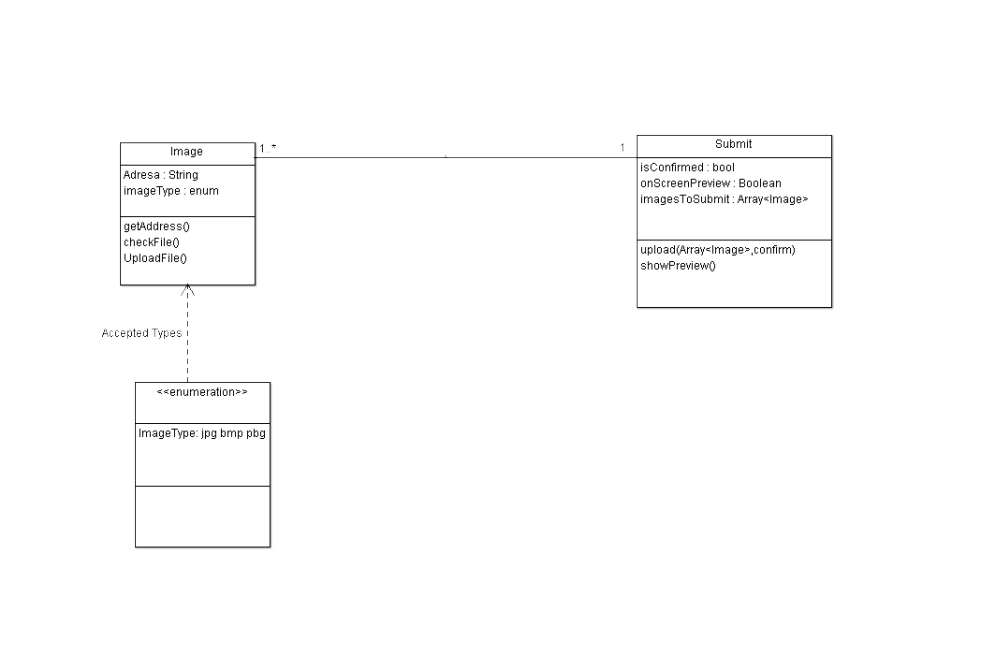 Image
Adresa : String
imageType : enum
getAddress()
checkFile()
UploadFile()
1..*
1
Submit
isConfirmed : bool
onScreenPreview : Boolean
imagesToSubmit : Array<Image>
upload(Array<Image>,confirm)
showPreview()
Accepted Types
<<enumeration>>
ImageType: jpg bmp pbg